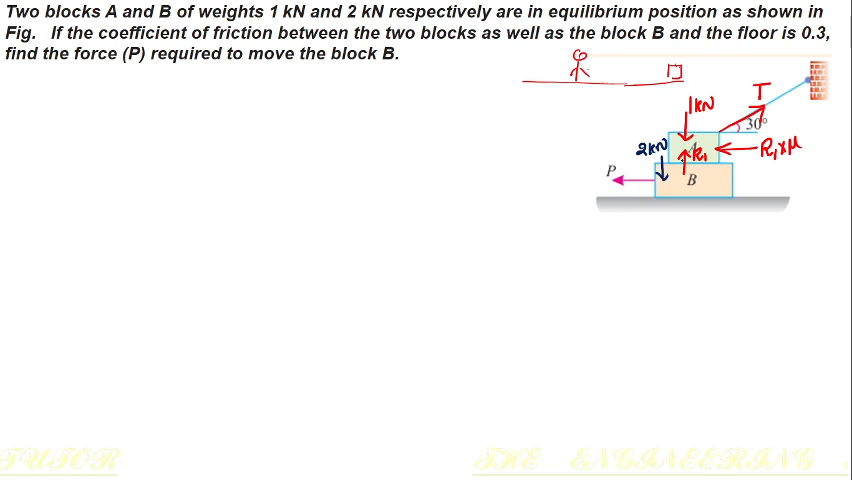 Two blocks A and B of weights 1 kN and 2 kN respectively are in equilibrium position as shown in
Fig. If the coefficient of friction between the two blocks as well as the block B and the floor is 0.3,
find the force (P) required to move the block B.
T
1kN
30°
2kN
A
R₁
R₁xμ
P
B
TUTOR
THE ENGINEERING